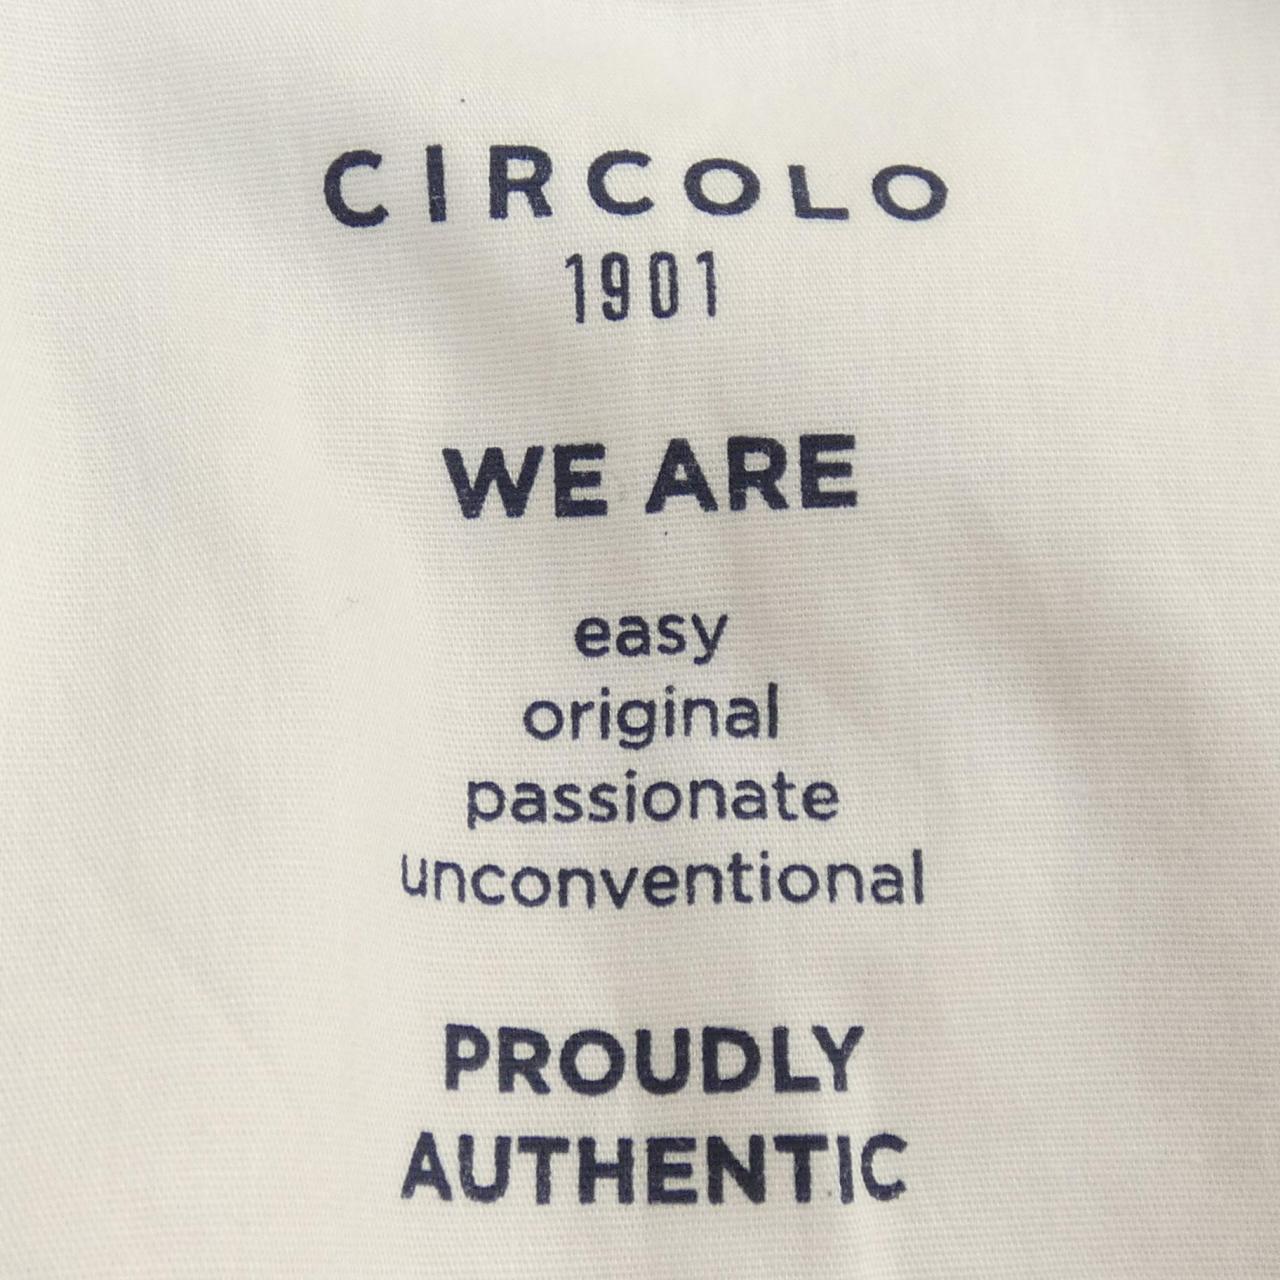 CIRCOLO
1901
WE ARE
easy
original
passionate
unconventional
PROUDLY
AUTHENTIC